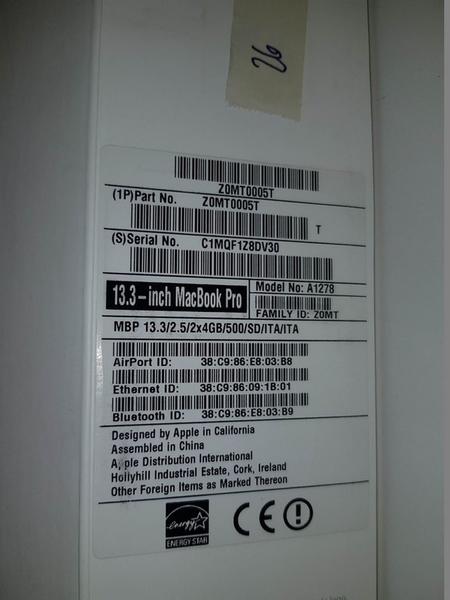 26
Z0MT0005T
(1P)Part No. Z0MT0005T
T
(S)Serial No. C1MQF1Z8DV30
13.3-inch MacBook Pro
Model No: A1278
FAMILY ID: Z0MT
MBP 13.3/2.5/2x4GB/500/SD/ITA/ITA
AirPort ID: 38:C9:86:E8:03:B8
Ethernet ID: 38:C9:86:09:1B:01
Bluetooth ID: 38:C9:86:E8:03:B9
Designed by Apple in California
Assembled in China
Apple Distribution International
Hollyhill Industrial Estate, Cork, Ireland
Other Foreign Items as Marked Thereon
energy
ENERGY STAR
CE